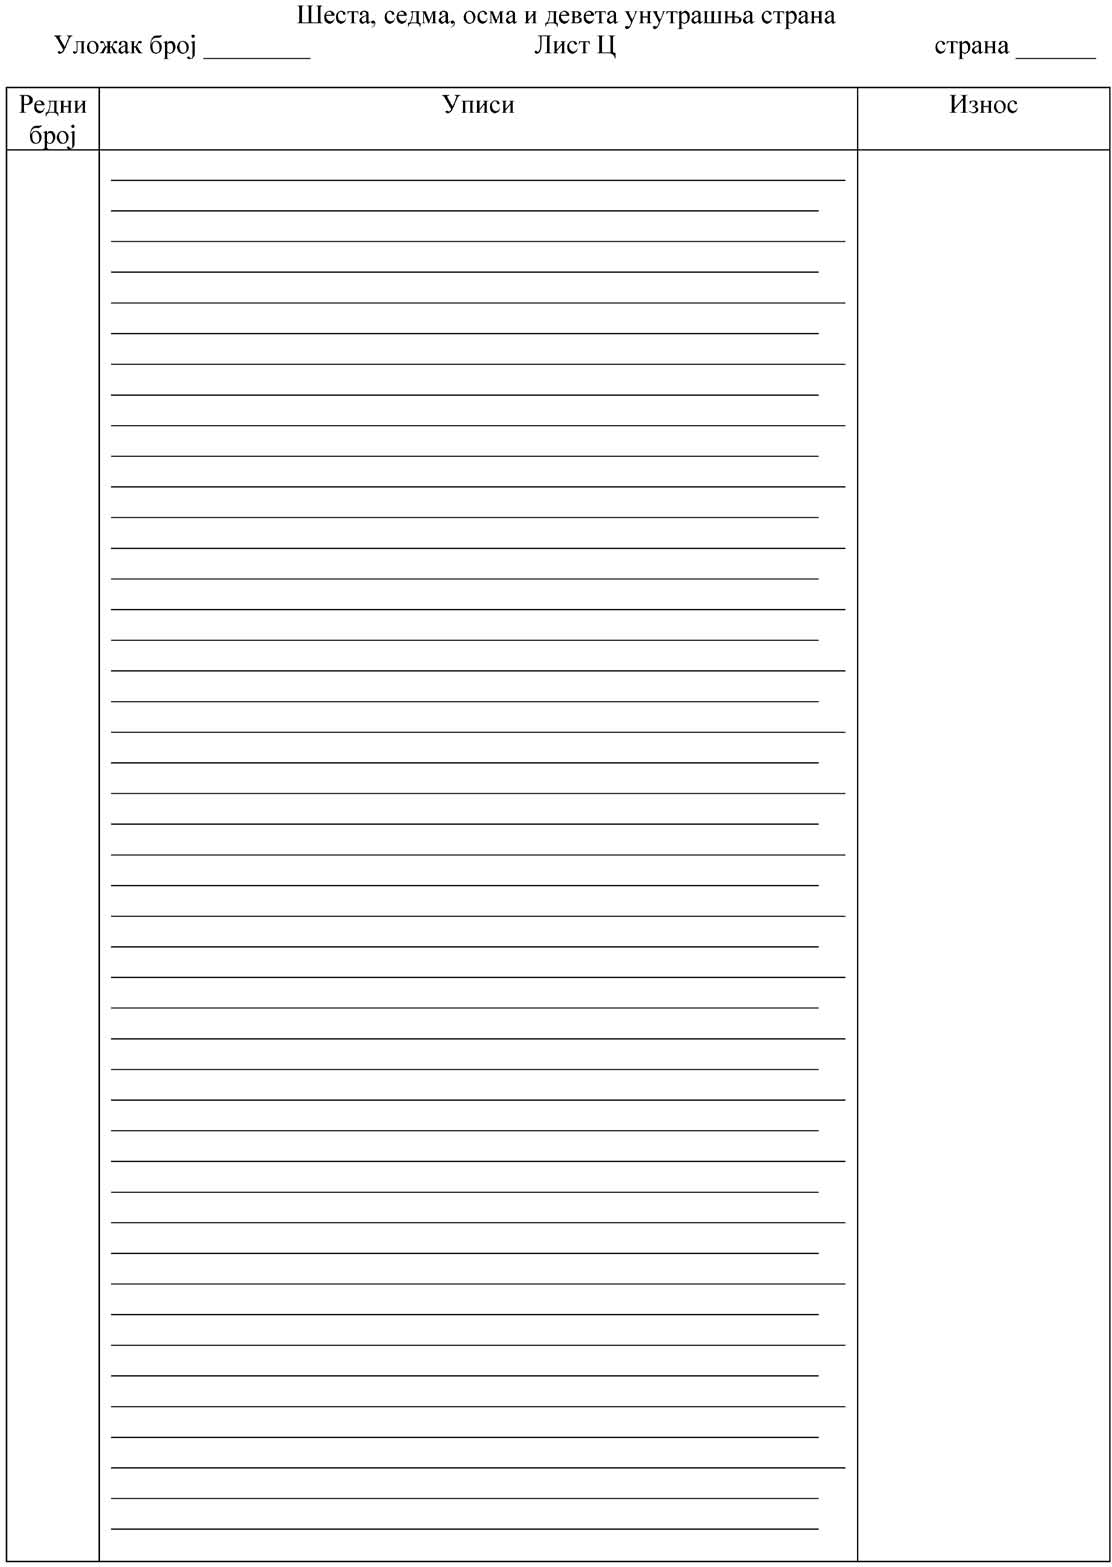 Шеста, седма, осма и девета унутрашња страна
Уложак број ________ Лист Ц страна ______
Редни број Уписи Износ